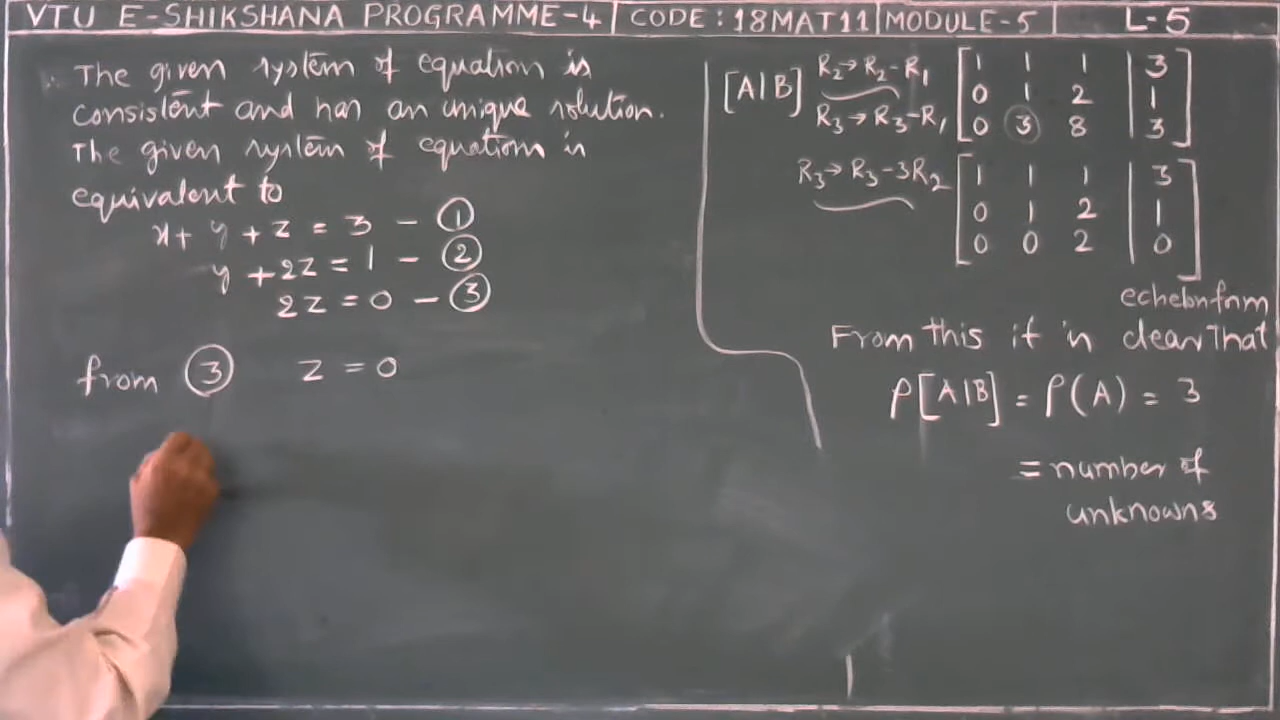 VTU E-SHIKSHANA PROGRAMME-4 | CODE: 18MAT11 | MODULE-5 | L-5
The given system of equation is
consistent and has an unique solution.
The given system of equation is
equivalent to
x + y + z = 3 - ①
y + 2z = 1 - ②
2z = 0 - ③
from ③ z = 0
[A|B] R₂→R₂-R₁
R₃→R₃-R₁
[1 1 1 | 3
0 1 2 | 1
0 3 8 | 3]
R₃→R₃-3R₂
[1 1 1 | 3
0 1 2 | 1
0 0 2 | 0]
echelon form
From this it is clear that
ρ[A|B] = ρ(A) = 3
= number of
unknowns